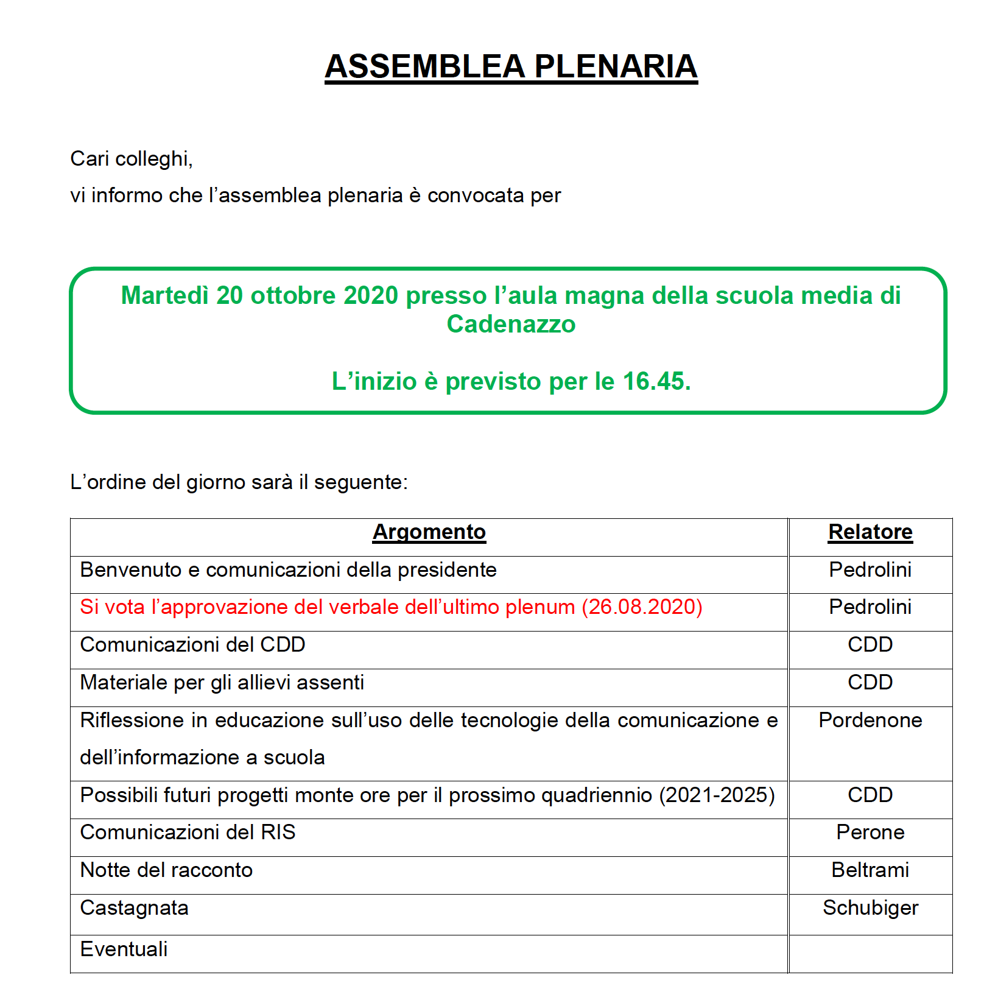 ASSEMBLEA PLENARIA
Cari colleghi,
vi informo che l’assemblea plenaria è convocata per
Martedì 20 ottobre 2020 presso l’aula magna della scuola media di
Cadenazzo
L’inizio è previsto per le 16.45.
L’ordine del giorno sarà il seguente:
Argomento Relatore
Benvenuto e comunicazioni della presidente Pedrolini
Si vota l’approvazione del verbale dell’ultimo plenum (26.08.2020) Pedrolini
Comunicazioni del CDD CDD
Materiale per gli allievi assenti CDD
Riflessione in educazione sull’uso delle tecnologie della comunicazione e Pordenone
dell’informazione a scuola
Possibili futuri progetti monte ore per il prossimo quadriennio (2021-2025) CDD
Comunicazioni del RIS Perone
Notte del racconto Beltrami
Castagnata Schubiger
Eventuali